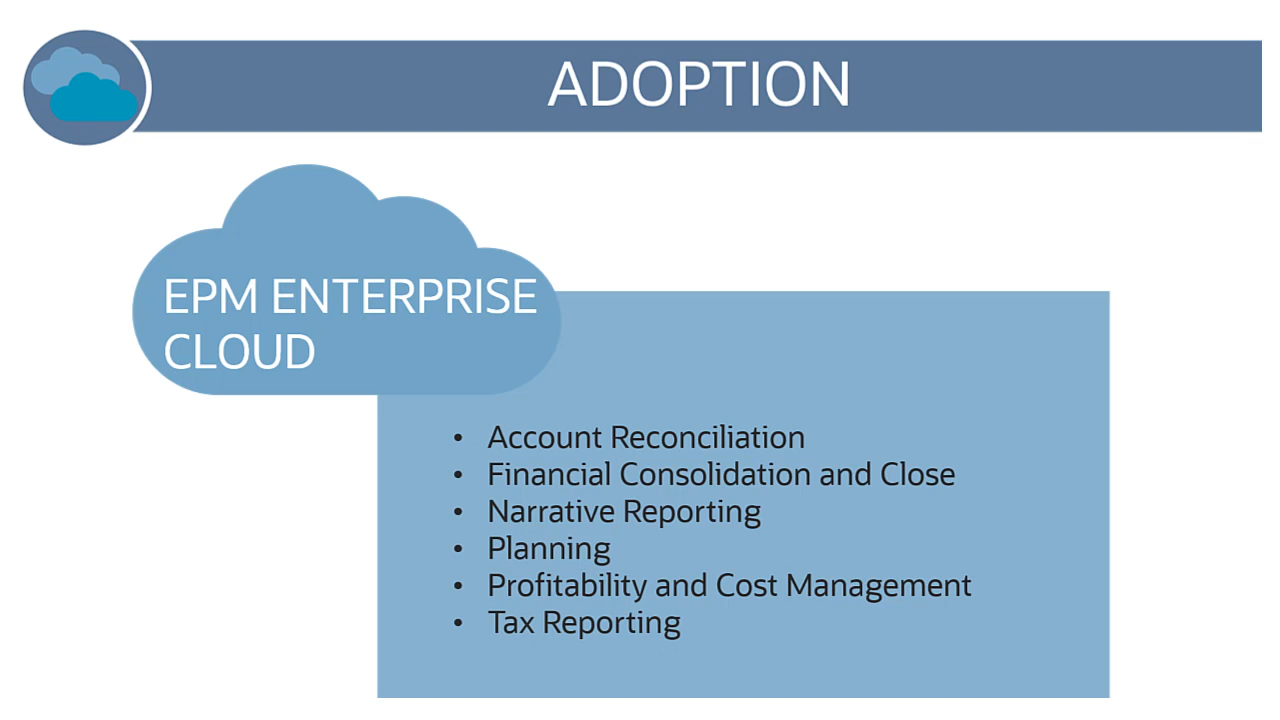 ADOPTION
EPM ENTERPRISE
CLOUD
• Account Reconciliation
• Financial Consolidation and Close
• Narrative Reporting
• Planning
• Profitability and Cost Management
• Tax Reporting